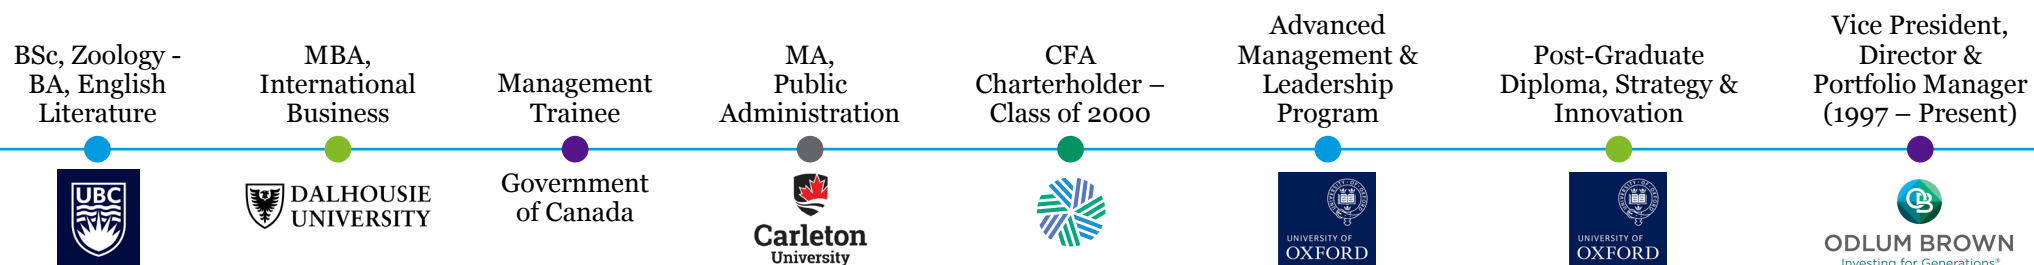 BSc, Zoology -
BA, English
Literature
UBC
MBA,
International
Business
DALHOUSIE
UNIVERSITY
Management
Trainee
Government
of Canada
MA,
Public
Administration
Carleton
University
CFA
Charterholder –
Class of 2000
Advanced
Management &
Leadership
Program
UNIVERSITY OF
OXFORD
Post-Graduate
Diploma, Strategy &
Innovation
UNIVERSITY OF
OXFORD
Vice President,
Director &
Portfolio Manager
(1997 – Present)
OB
ODLUM BROWN
Investing for Generations®